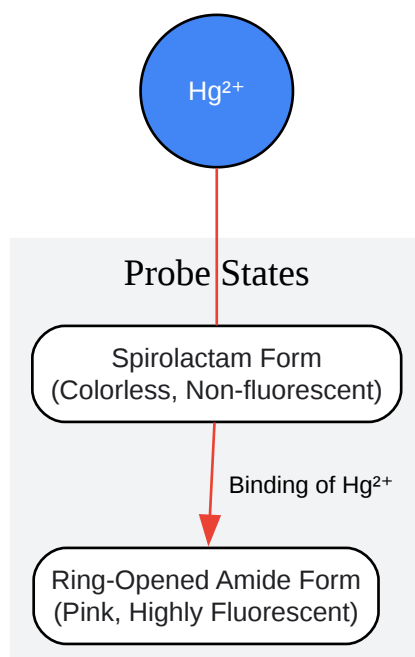 Hg²⁺
Probe States
Spirolactam Form
(Colorless, Non-fluorescent)
Binding of Hg²⁺
Ring-Opened Amide Form
(Pink, Highly Fluorescent)